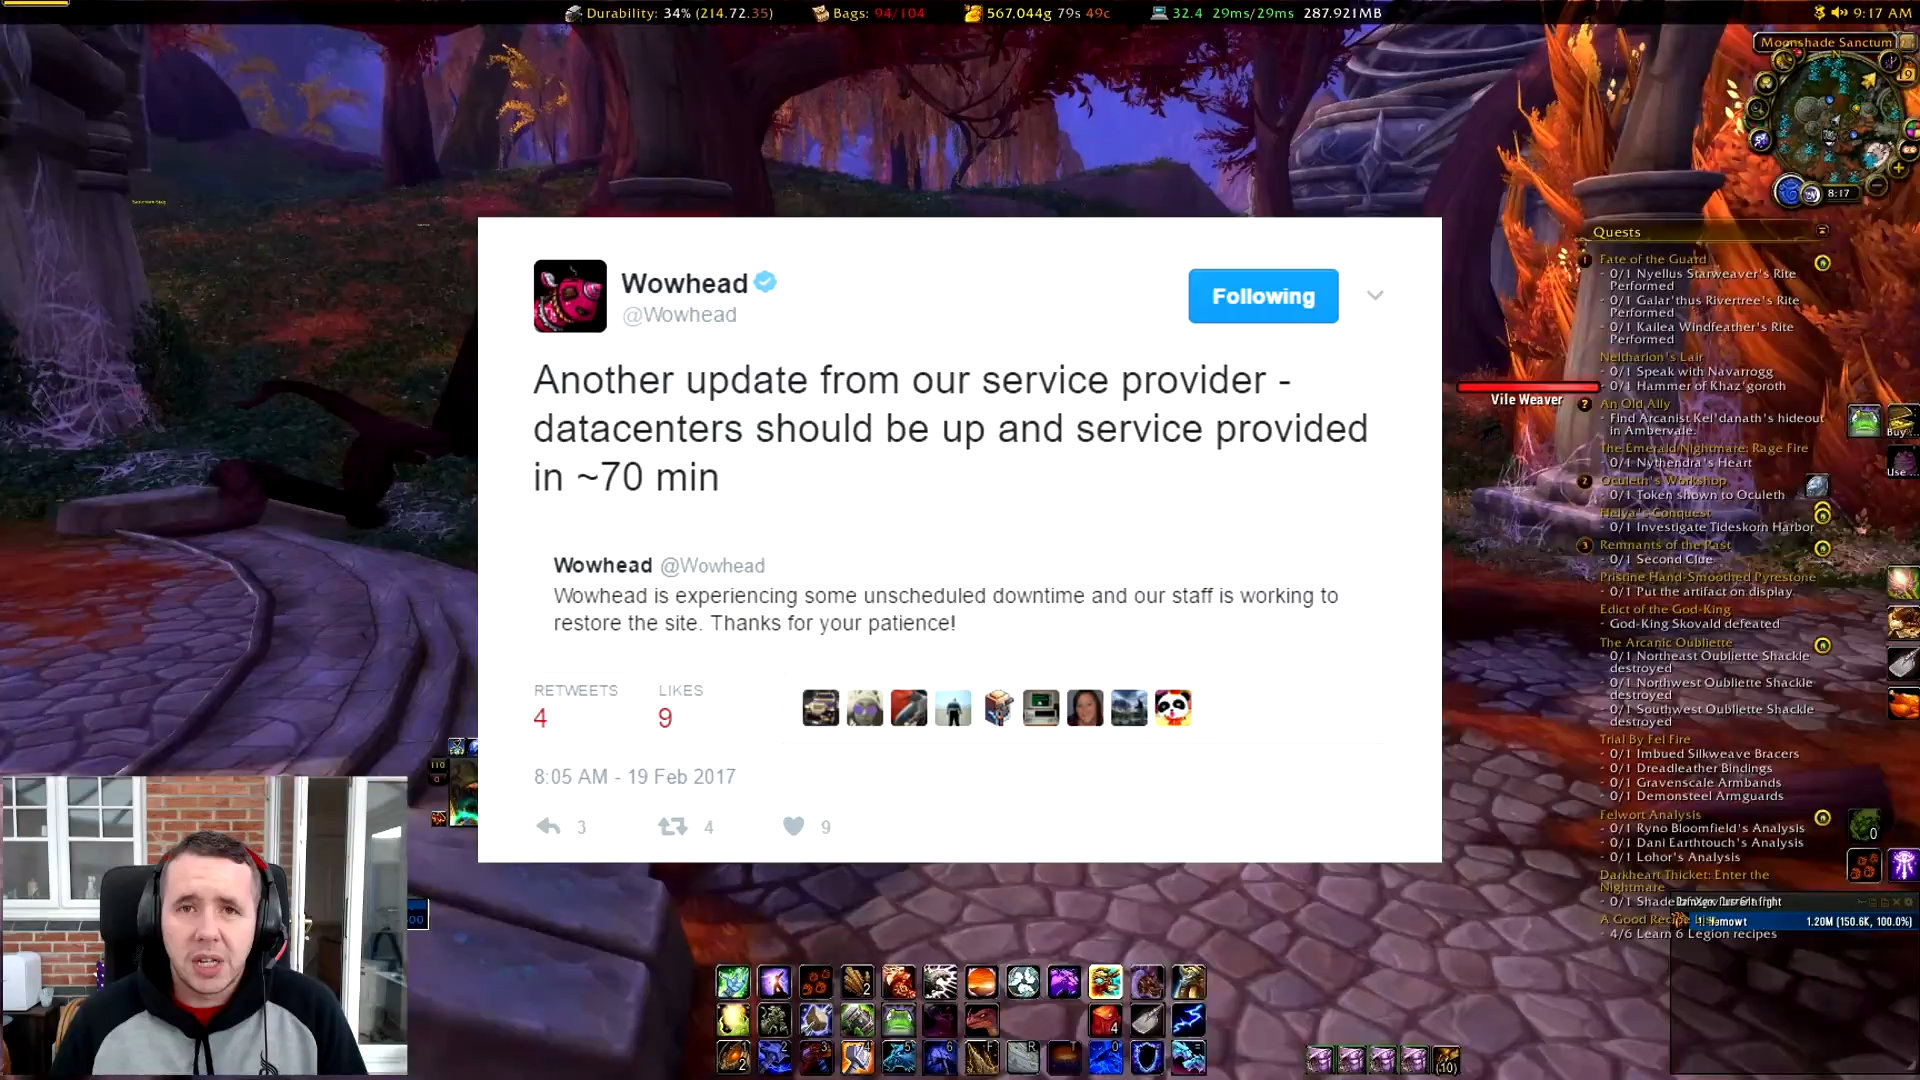 Durability: 34% (214.72.35)
Bags: 94/104
567.044g 79s 49c
32.4 29ms/29ms 287.921MB
9:17 AM
Moonshade Sanctum
8:17
Wowhead
@Wowhead
Following
Another update from our service provider -
datacenters should be up and service provided
in ~70 min
Wowhead @Wowhead
Wowhead is experiencing some unscheduled downtime and our staff is working to
restore the site. Thanks for your patience!
RETWEETS
4
LIKES
9
8:05 AM - 19 Feb 2017
3
4
9
Vile Weaver
Quests
Fate of the Guard
- 0/1 Nyellus Starweaver's Rite
Performed
- 0/1 Galar'thus Rivertree's Rite
Performed
- 0/1 Kailea Windfeather's Rite
Performed
Neltharion's Lair
- 0/1 Speak with Navarrogg
- 0/1 Hammer of Khaz'goroth
An Old Ally
- Find Arcanist Kel'danath's hideout
in Ambervale.
The Emerald Nightmare: Rage Fire
- 0/1 Nythendra's Heart
Oculeth's Workshop
- 0/1 Token shown to Oculeth
Helya's Conquest
- 0/1 Investigate Tideskorn Harbor
Remnants of the Past
- 0/1 Second Clue
Pristine Hand-Smoothed Pyrestone
- 0/1 Put the artifact on display.
Edict of the God-King
- God-King Skovald defeated
The Arcanic Oubliette
- 0/1 Northeast Oubliette Shackle
destroyed
- 0/1 Northwest Oubliette Shackle
destroyed
- 0/1 Southwest Oubliette Shackle
destroyed
Trial By Fel Fire
- 0/1 Imbued Silkweave Bracers
- 0/1 Dreadleather Bindings
- 0/1 Gravenscale Armbands
- 0/1 Demonsteel Armguards
Felwort Analysis
- 0/1 Ryno Bloomfield's Analysis
- 0/1 Dani Earthtouch's Analysis
- 0/1 Lohor's Analysis
Darkheart Thicket: Enter the
Nightmare
- 0/1 Shade
A Good Recipe
- 4/6 Learn 6 Legion recipes
1.20M (150.6K, 100.0%)
Buy ...
Use ...
0
110
(10)